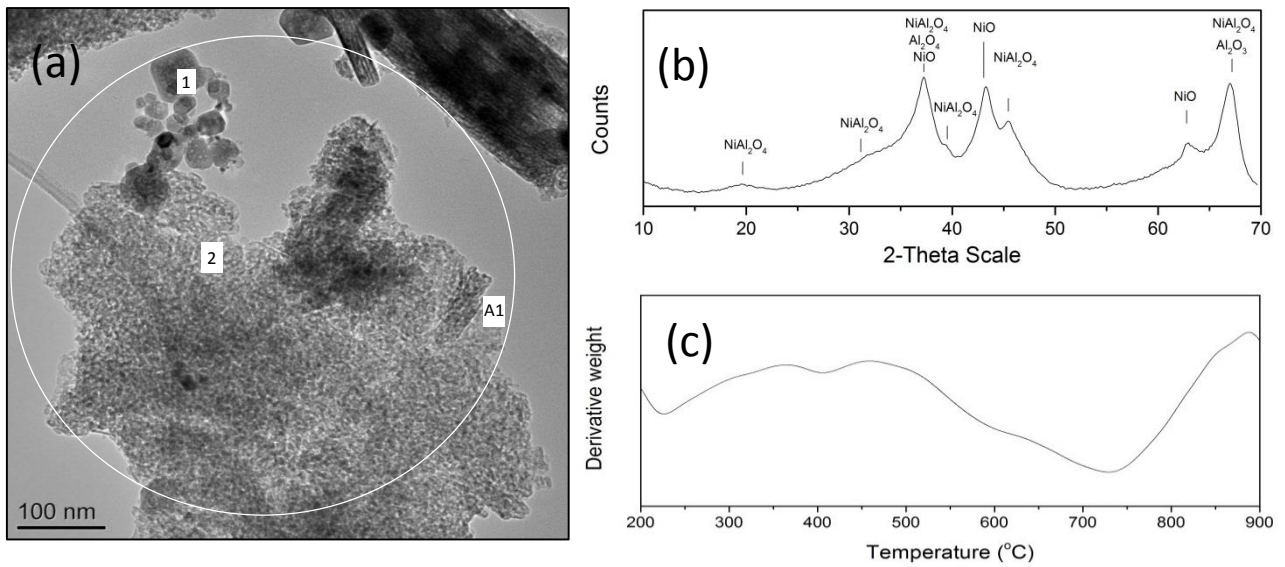 (a)
1
2
A1
100 nm
(b)
Counts
NiAl₂O₄
NiAl₂O₄
NiAl₂O₄
Al₂O₄
NiO
NiAl₂O₄
NiO
NiAl₂O₄
NiO
NiAl₂O₄
Al₂O₃
10 20 30 40 50 60 70
2-Theta Scale
(c)
Derivative weight
200 300 400 500 600 700 800 900
Temperature (°C)